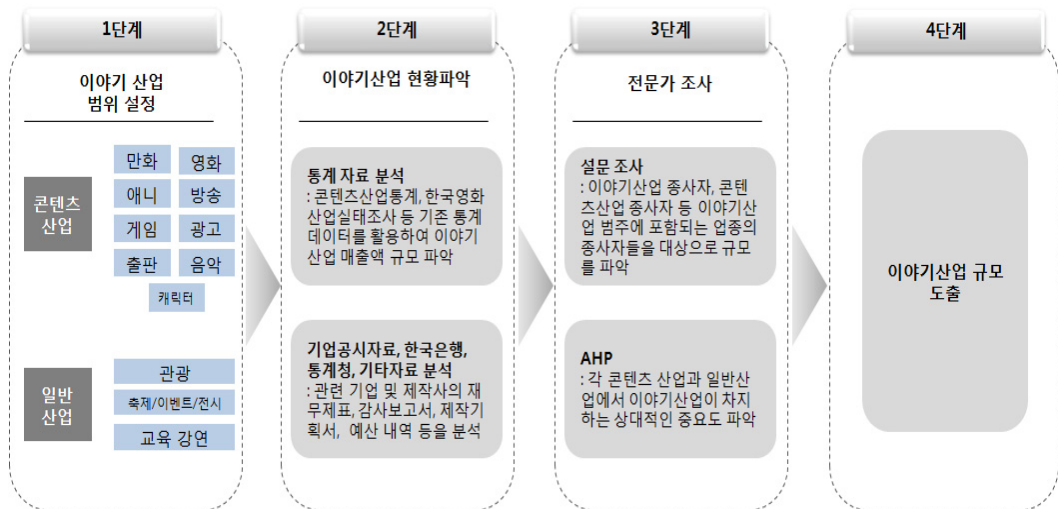 1단계
이야기 산업
범위 설정
콘텐츠
산업
만화
영화
애니
방송
게임
광고
출판
음악
캐릭터
일반
산업
관광
축제/이벤트/전시
교육 강연
2단계
이야기산업 현황파악
통계 자료 분석
: 콘텐츠산업통계, 한국영화
산업실태조사 등 기존 통계
데이터를 활용하여 이야기
산업 매출액 규모 파악
기업공시자료, 한국은행,
통계청, 기타자료 분석
: 관련 기업 및 제작사의 재
무제표, 감사보고서, 제작기
획서, 예산 내역 등을 분석
3단계
전문가 조사
설문 조사
: 이야기산업 종사자, 콘텐
츠산업 종사자 등 이야기산
업 범주에 포함되는 업종의
종사자들을 대상으로 규모
를 파악
AHP
: 각 콘텐츠 산업과 일반산
업에서 이야기산업이 차지
하는 상대적인 중요도 파악
4단계
이야기산업 규모
도출